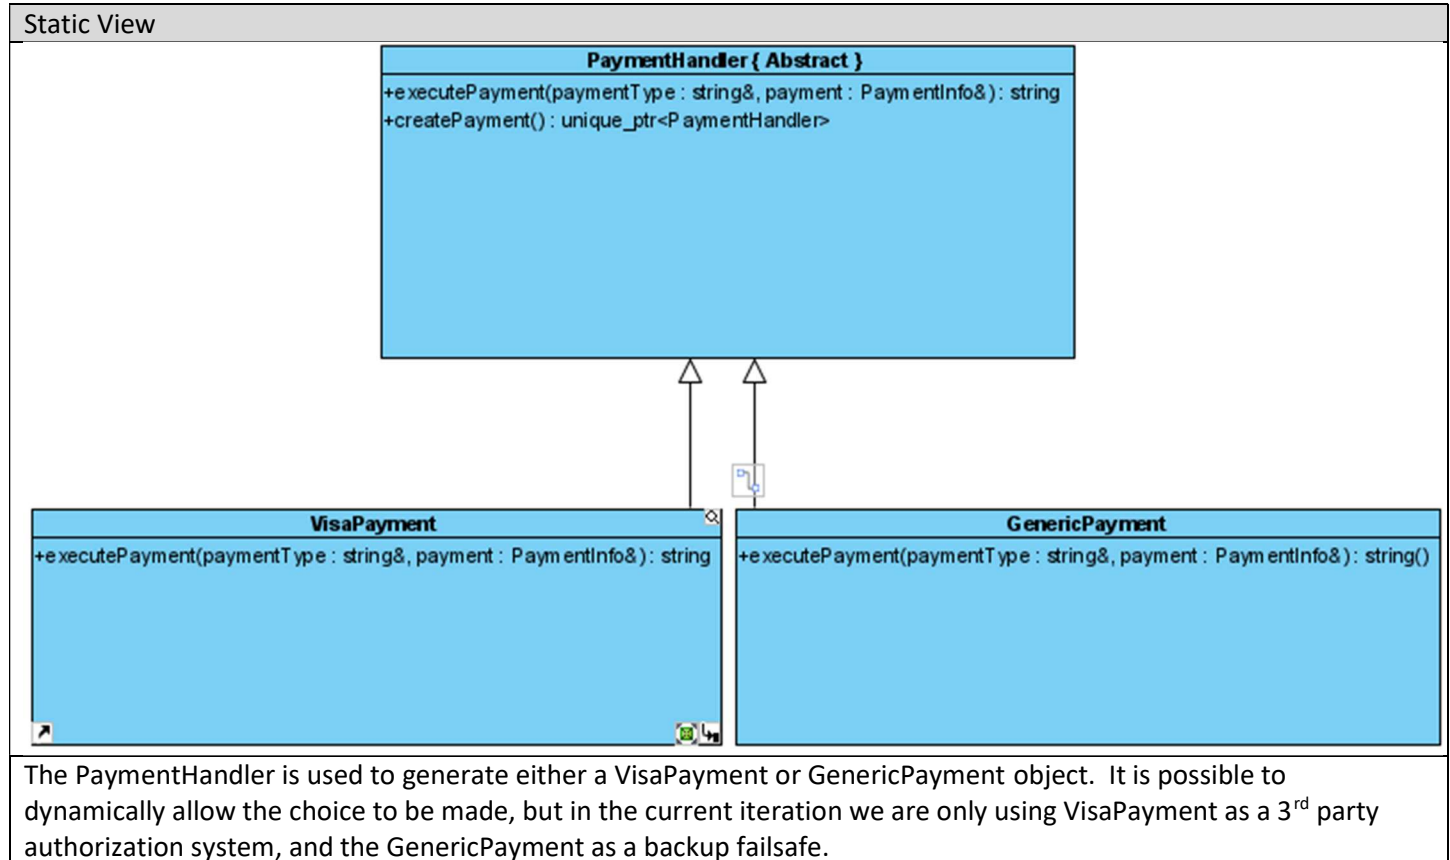 Static View
PaymentHandler { Abstract }
+executePayment(paymentType : string&, payment : PaymentInfo&) : string
+createPayment() : unique_ptr<PaymentHandler>
VisaPayment
+executePayment(paymentType : string&, payment : PaymentInfo&) : string
GenericPayment
+executePayment(paymentType : string&, payment : PaymentInfo&) : string()
The PaymentHandler is used to generate either a VisaPayment or GenericPayment object.  It is possible to
dynamically allow the choice to be made, but in the current iteration we are only using VisaPayment as a 3rd party
authorization system, and the GenericPayment as a backup failsafe.